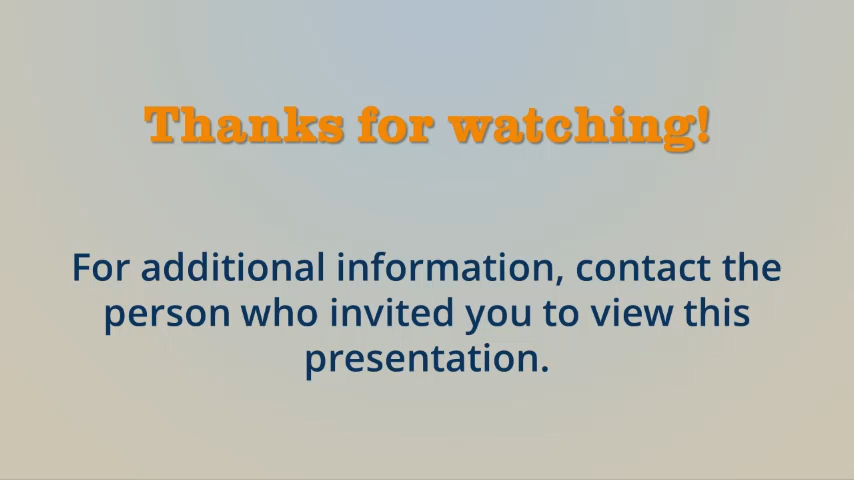 Thanks for watching!
For additional information, contact the
person who invited you to view this
presentation.